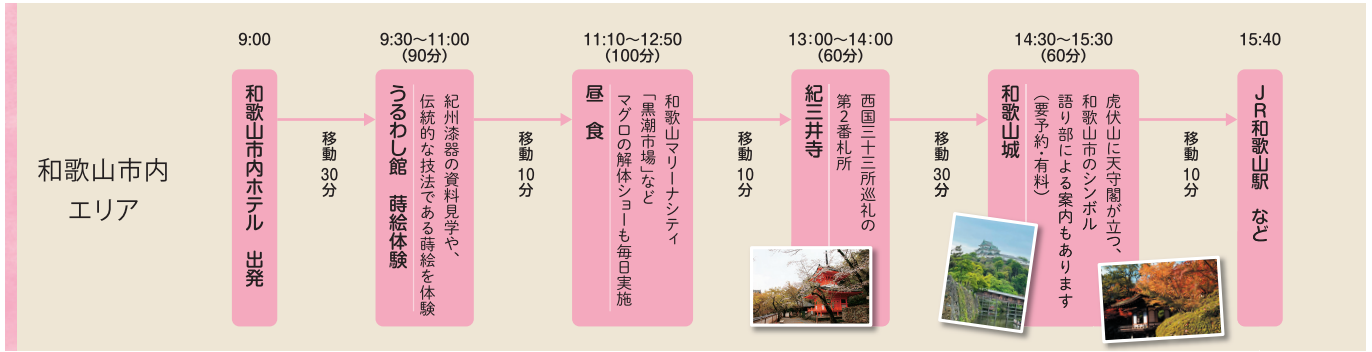 和歌山市内
エリア
9:00
和歌山市内ホテル　出発
移動30分
9:30〜11:00
(90分)
うるわし館　蒔絵体験
紀州漆器の資料見学や、
伝統的な技法である蒔絵を体験
移動10分
11:10〜12:50
(100分)
昼　食
和歌山マリーナシティ
「黒潮市場」など
マグロの解体ショーも毎日実施
移動10分
13:00〜14:00
(60分)
紀三井寺
西国三十三所巡礼の
第2番札所
移動30分
14:30〜15:30
(60分)
和歌山城
虎伏山に天守閣が立つ、
和歌山市のシンボル
語り部による案内もあります
(要予約・有料)
移動10分
15:40
JR和歌山駅　など